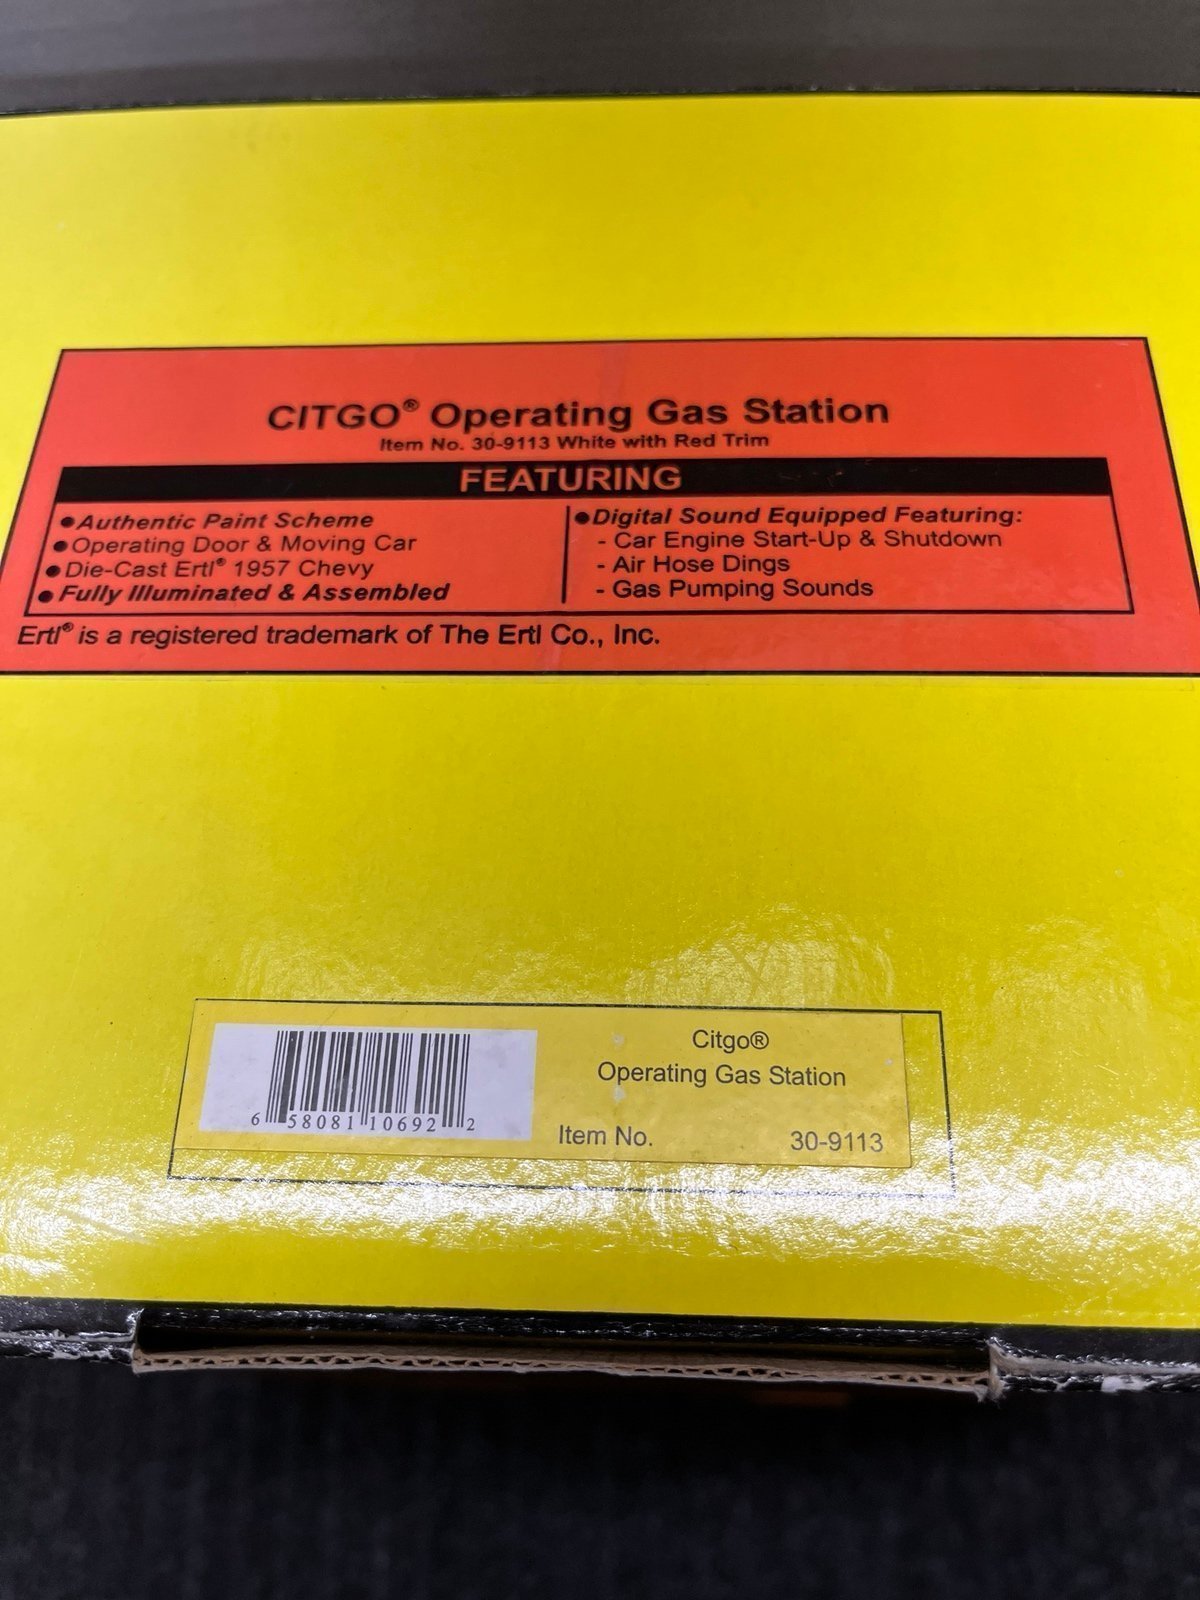 CITGO® Operating Gas Station
Item No. 30-9113 White with Red Trim
FEATURING
●Authentic Paint Scheme
●Operating Door & Moving Car
●Die-Cast Ertl® 1957 Chevy
●Fully Illuminated & Assembled
●Digital Sound Equipped Featuring:
- Car Engine Start-Up & Shutdown
- Air Hose Dings
- Gas Pumping Sounds
Ertl® is a registered trademark of The Ertl Co., Inc.
6 58081 10692 2
Citgo®
Operating Gas Station
Item No. 30-9113